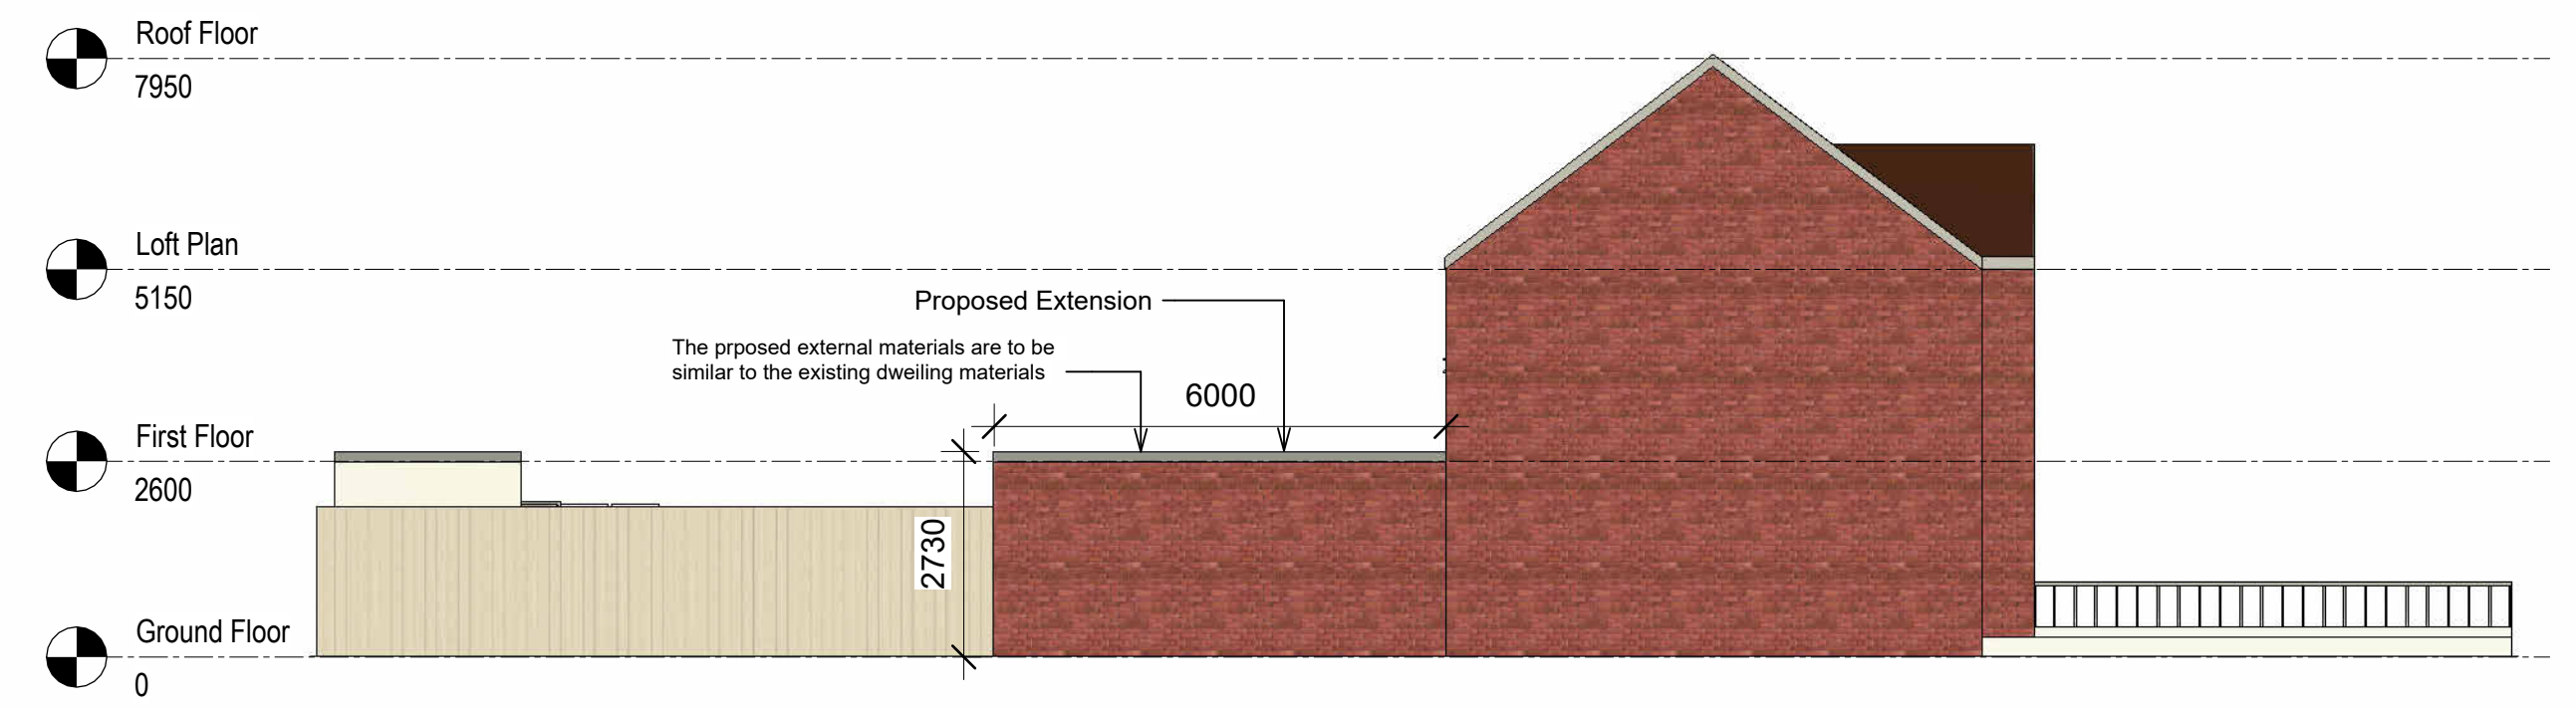 Roof Floor
7950
Loft Plan
5150
Proposed Extension
The prposed external materials are to be
similar to the existing dweiling materials
6000
First Floor
2600
2730
Ground Floor
0